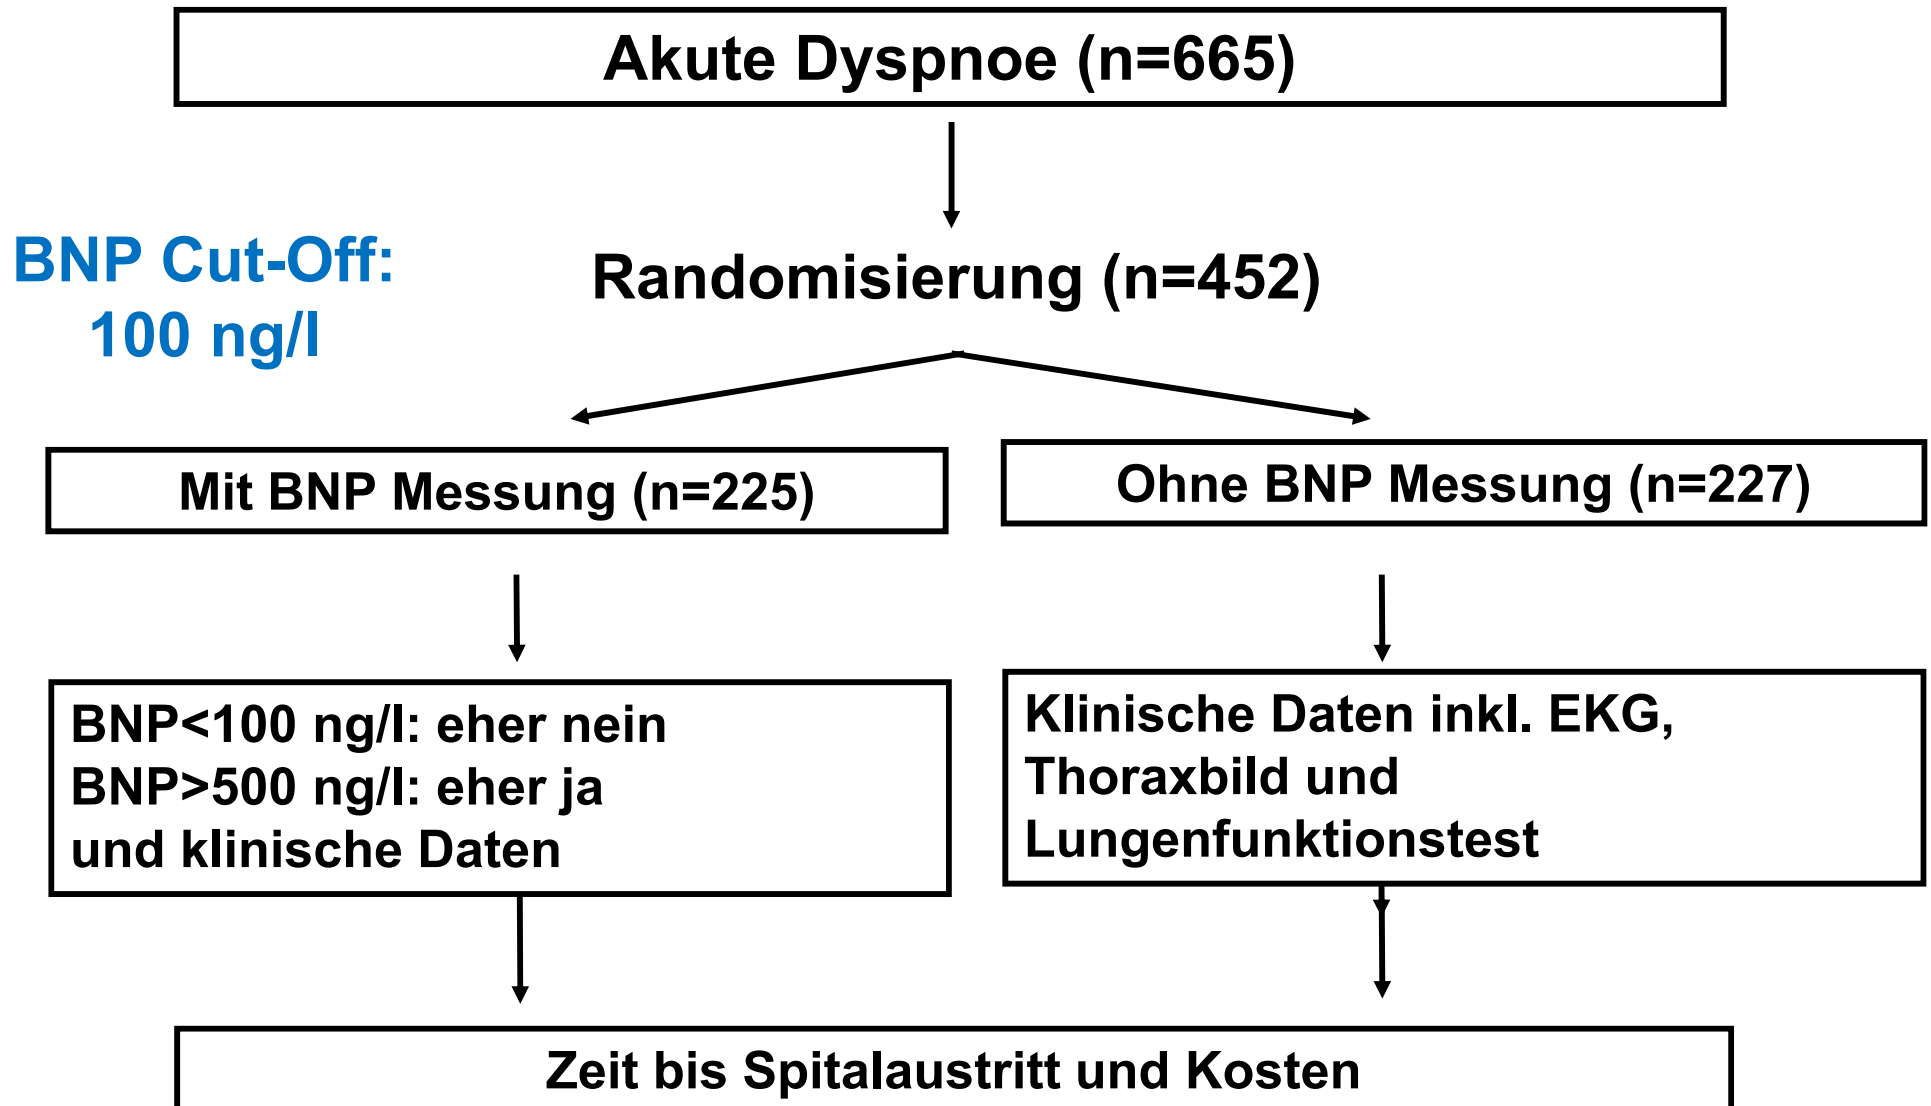 Akute Dyspnoe (n=665)
BNP Cut-Off:
100 ng/l
Randomisierung (n=452)
Mit BNP Messung (n=225)
Ohne BNP Messung (n=227)
BNP<100 ng/l: eher nein
BNP>500 ng/l: eher ja
und klinische Daten
Klinische Daten inkl. EKG,
Thoraxbild und
Lungenfunktionstest
Zeit bis Spitalaustritt und Kosten